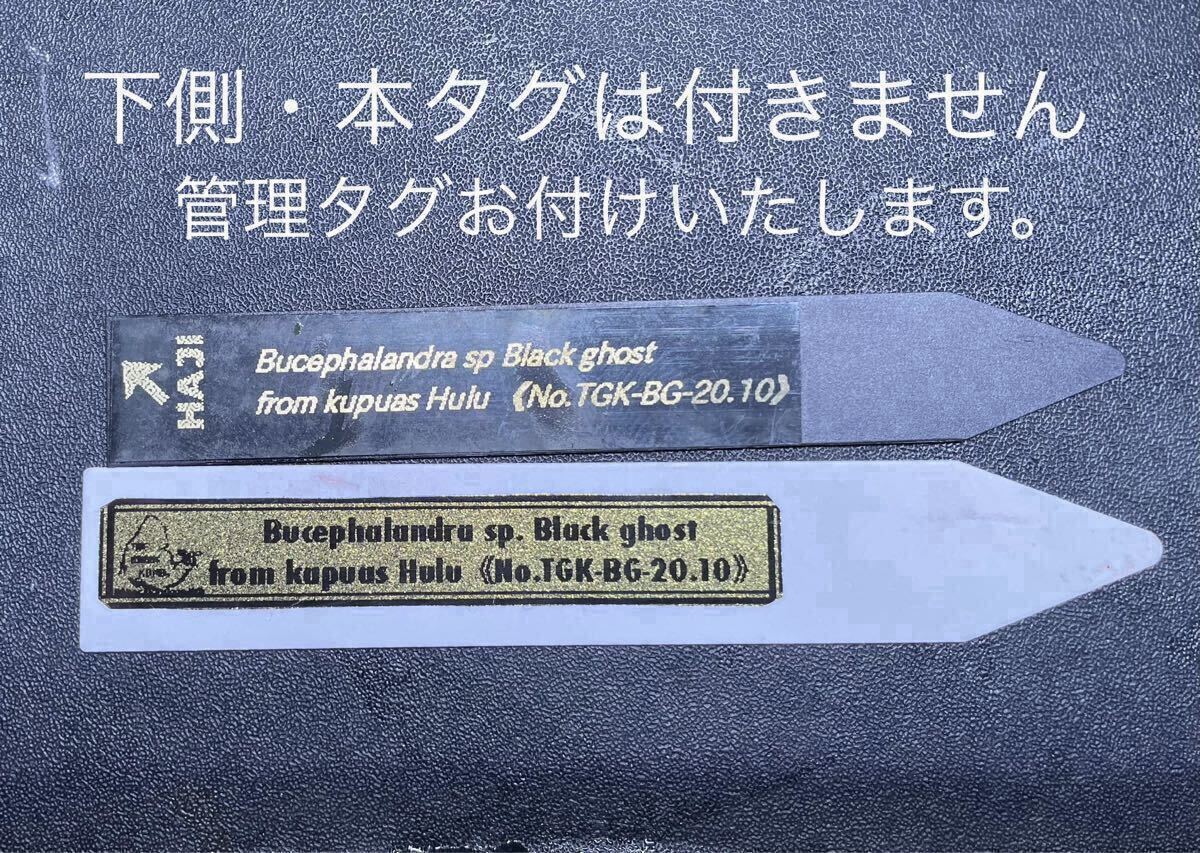 下側・本タグは付きません
管理タグお付けいたします。
HAJI
Bucephalandra sp Black ghost
from kupuas Hulu 《No.TGK-BG-20.10》
Bucephalandra sp. Black ghost
from kapuas Hulu 《No.TGK-BG-20.10》